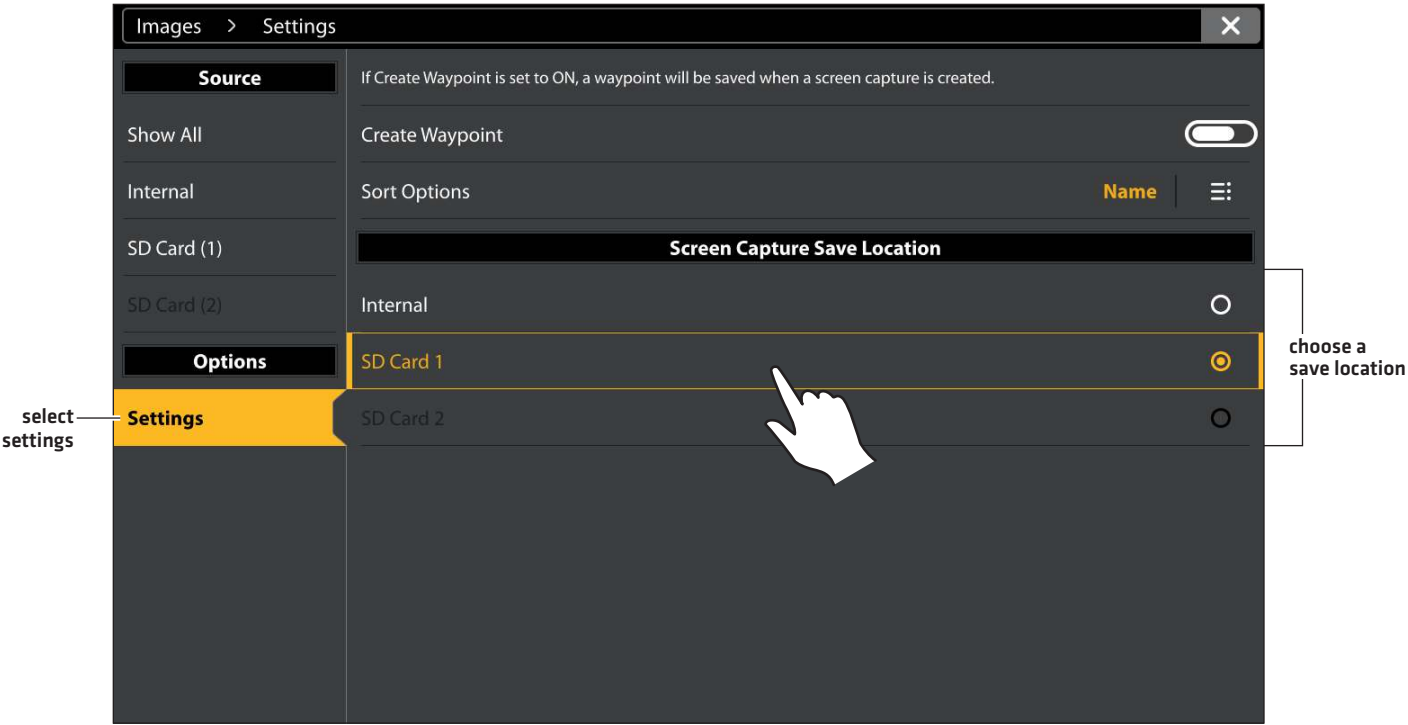 Images > Settings
Source
Show All
Internal
SD Card (1)
SD Card (2)
Options
Settings
If Create Waypoint is set to ON, a waypoint will be saved when a screen capture is created.
Create Waypoint
Sort Options Name
Screen Capture Save Location
Internal
SD Card 1
SD Card 2
select
settings
choose a
save location